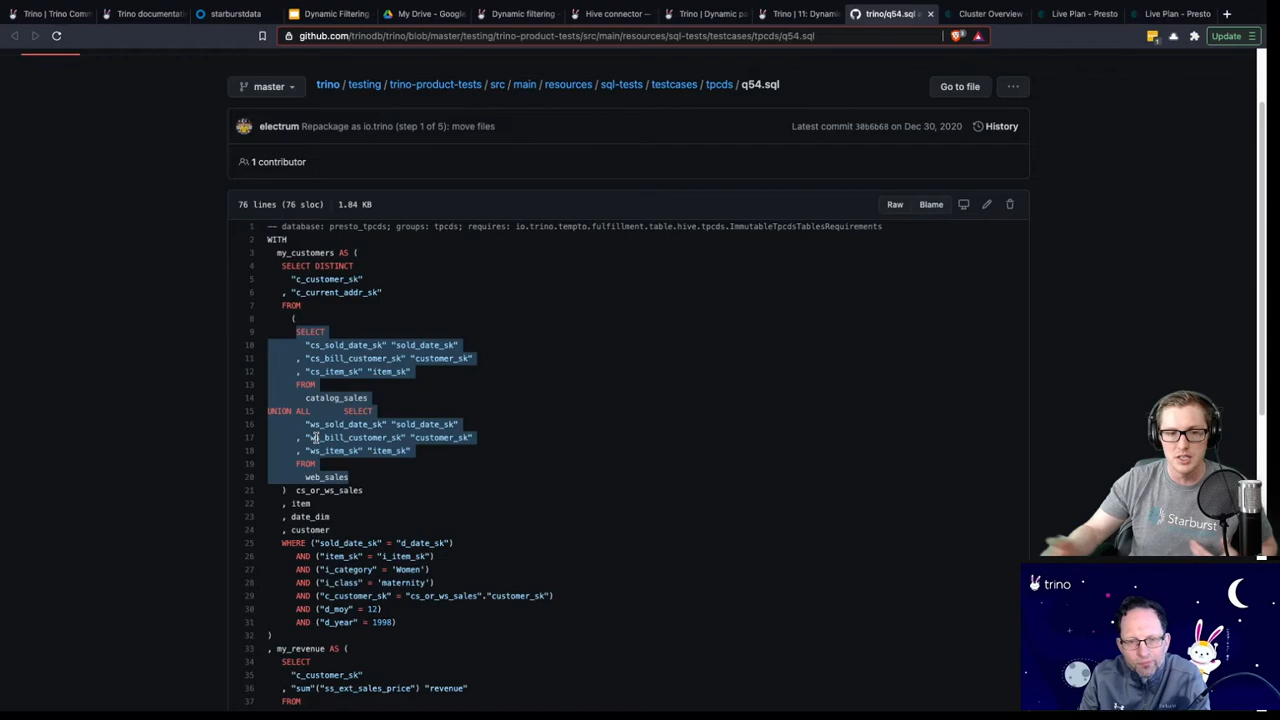 Trino | Trino Comm
Trino documentati
starburstdata
Dynamic Filtering
My Drive – Google
Dynamic filtering
Hive connector —
Trino | Dynamic pa
Trino | 11: Dynami
trino/q54.sql a
Cluster Overview
Live Plan - Presto
Live Plan - Presto
github.com/trinodb/trino/blob/master/testing/trino-product-tests/src/main/resources/sql-tests/testcases/tpcds/q54.sql
Update
master
trino / testing / trino-product-tests / src / main / resources / sql-tests / testcases / tpcds / q54.sql
Go to file
electrum Repackage as io.trino (step 1 of 5): move files
Latest commit 30b6b68 on Dec 30, 2020
History
1 contributor
76 lines (76 sloc) 1.84 KB
Raw
Blame
1 -- database: presto_tpcds; groups: tpcds; requires: io.trino.tempto.fulfillment.table.hive.tpcds.ImmutableTpcdsTablesRequirements
2 WITH
3 my_customers AS (
4 SELECT DISTINCT
5 "c_customer_sk"
6 , "c_current_addr_sk"
7 FROM
8 (
9 SELECT
10 "cs_sold_date_sk" "sold_date_sk"
11 , "cs_bill_customer_sk" "customer_sk"
12 , "cs_item_sk" "item_sk"
13 FROM
14 catalog_sales
15 UNION ALL SELECT
16 "ws_sold_date_sk" "sold_date_sk"
17 , "ws_bill_customer_sk" "customer_sk"
18 , "ws_item_sk" "item_sk"
19 FROM
20 web_sales
21 ) cs_or_ws_sales
22 , item
23 , date_dim
24 , customer
25 WHERE ("sold_date_sk" = "d_date_sk")
26 AND ("item_sk" = "i_item_sk")
27 AND ("i_category" = 'Women')
28 AND ("i_class" = 'maternity')
29 AND ("c_customer_sk" = "cs_or_ws_sales"."customer_sk")
30 AND ("d_moy" = 12)
31 AND ("d_year" = 1998)
32 )
33 , my_revenue AS (
34 SELECT
35 "c_customer_sk"
36 , "sum"("ss_ext_sales_price") "revenue"
37 FROM
Starburst
trino